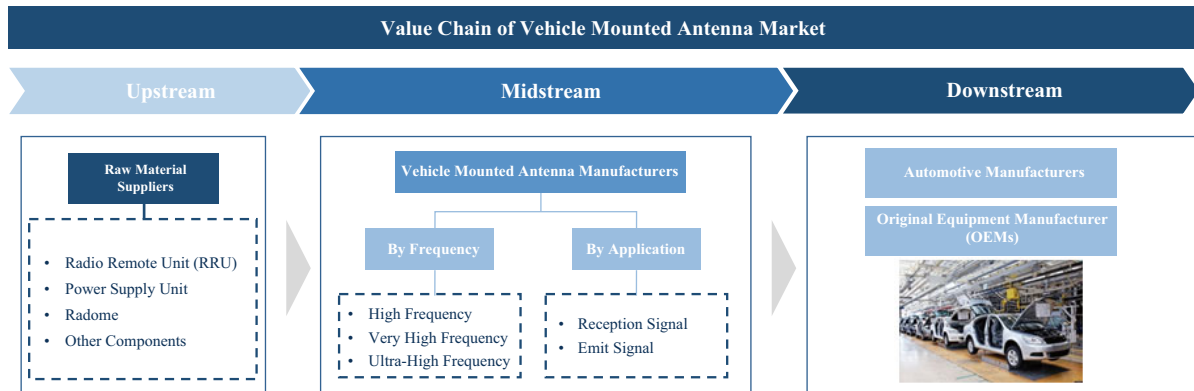 Value Chain of Vehicle Mounted Antenna Market
Upstream
Midstream
Downstream
Raw Material
Suppliers
• Radio Remote Unit (RRU)
• Power Supply Unit
• Radome
• Other Components
Vehicle Mounted Antenna Manufacturers
By Frequency
By Application
• High Frequency
• Very High Frequency
• Ultra-High Frequency
• Reception Signal
• Emit Signal
Automotive Manufacturers
Original Equipment Manufacturer
(OEMs)